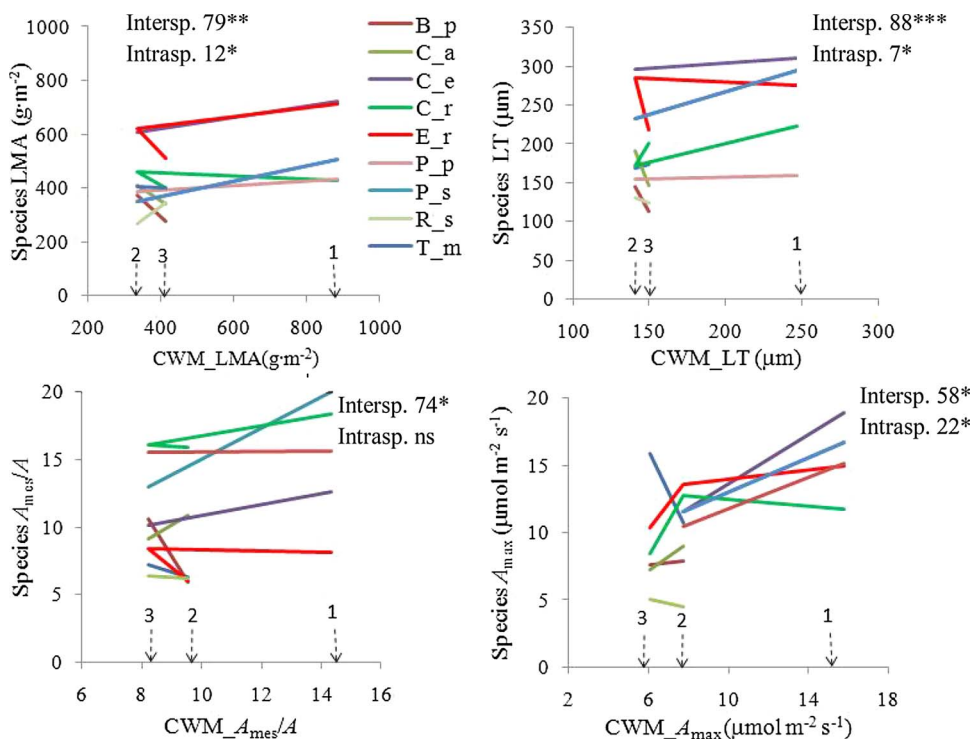 Intersp. 79**
Intrasp. 12*
Species LMA (g·m-2)
1000
800
600
400
200
0
2 3 1
200 400 600 800 1000
CWM_LMA(g·m-2)
B_p
C_a
C_e
C_r
E_r
P_p
P_s
R_s
T_m
Intersp. 88***
Intrasp. 7*
Species LT (μm)
350
300
250
200
150
100
50
0
2 3 1
100 150 200 250 300
CWM_LT (μm)
Intersp. 74*
Intrasp. ns
Species Ames/A
20
15
10
5
0
3 2 1
6 8 10 12 14 16
CWM_Ames/A
Intersp. 58*
Intrasp. 22*
Species Amax (μmol m-2 s-1)
20
15
10
5
0
3 2 1
2 6 10 14 18
CWM_Amax(μmol m-2 s-1)